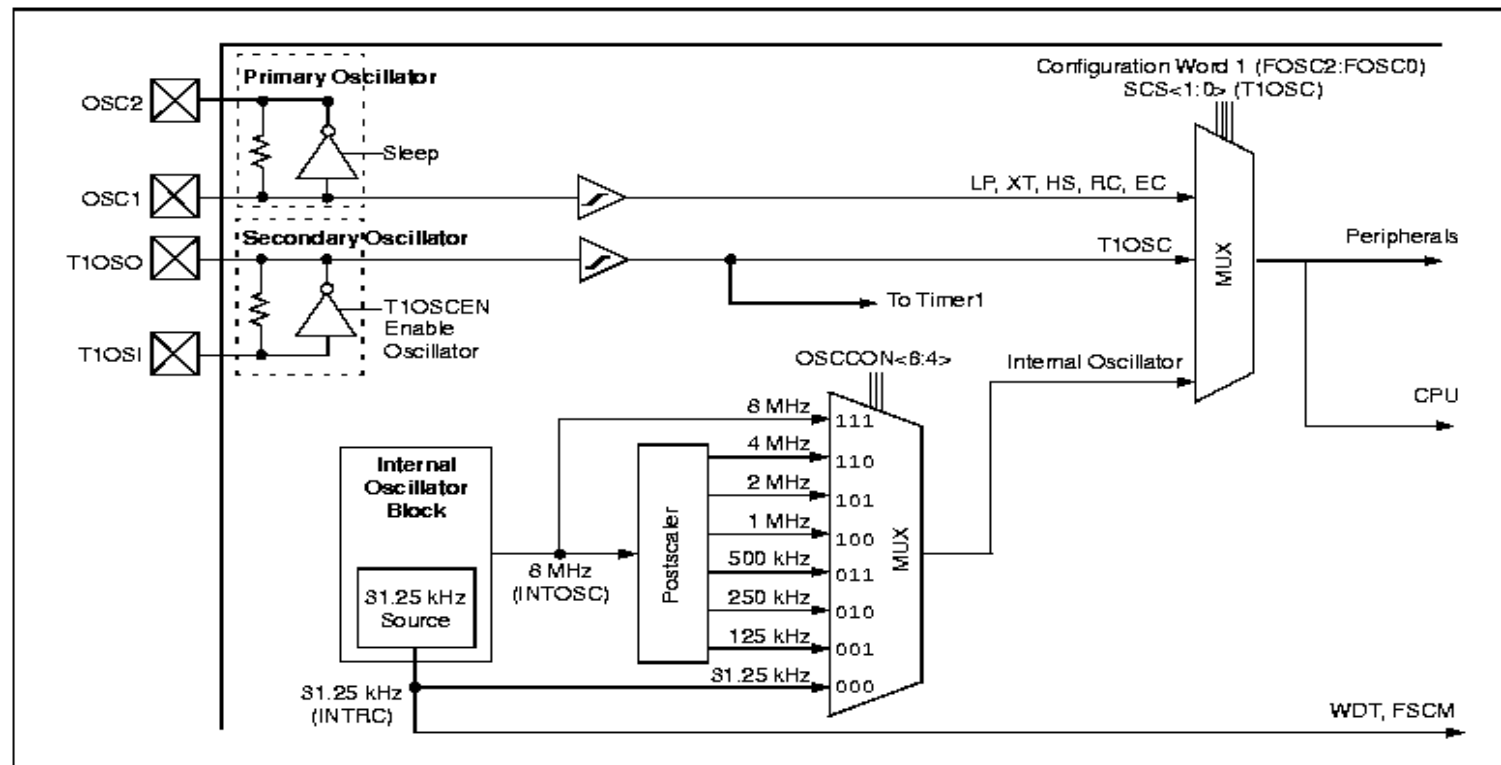 Primary Oscillator
OSC2
Sleep
OSC1
Configuration Word 1 (FOSC2:FOSC0)
SCS<1:0> (T1OSC)
LP, XT, HS, RC, EC
Secondary Oscillator
T1OSO
T1OSC
To Timer1
T1OSCEN
Enable
Oscillator
T1OSI
MUX
Peripherals
CPU
OSCCON<6:4>
Internal Oscillator
Internal
Oscillator
Block
31.25 kHz
Source
8 MHz
(INTOSC)
Postscaler
8 MHz
111
4 MHz
110
2 MHz
101
1 MHz
100
500 kHz
011
250 kHz
010
125 kHz
001
31.25 kHz
000
MUX
31.25 kHz
(INTRC)
WDT, FSCM